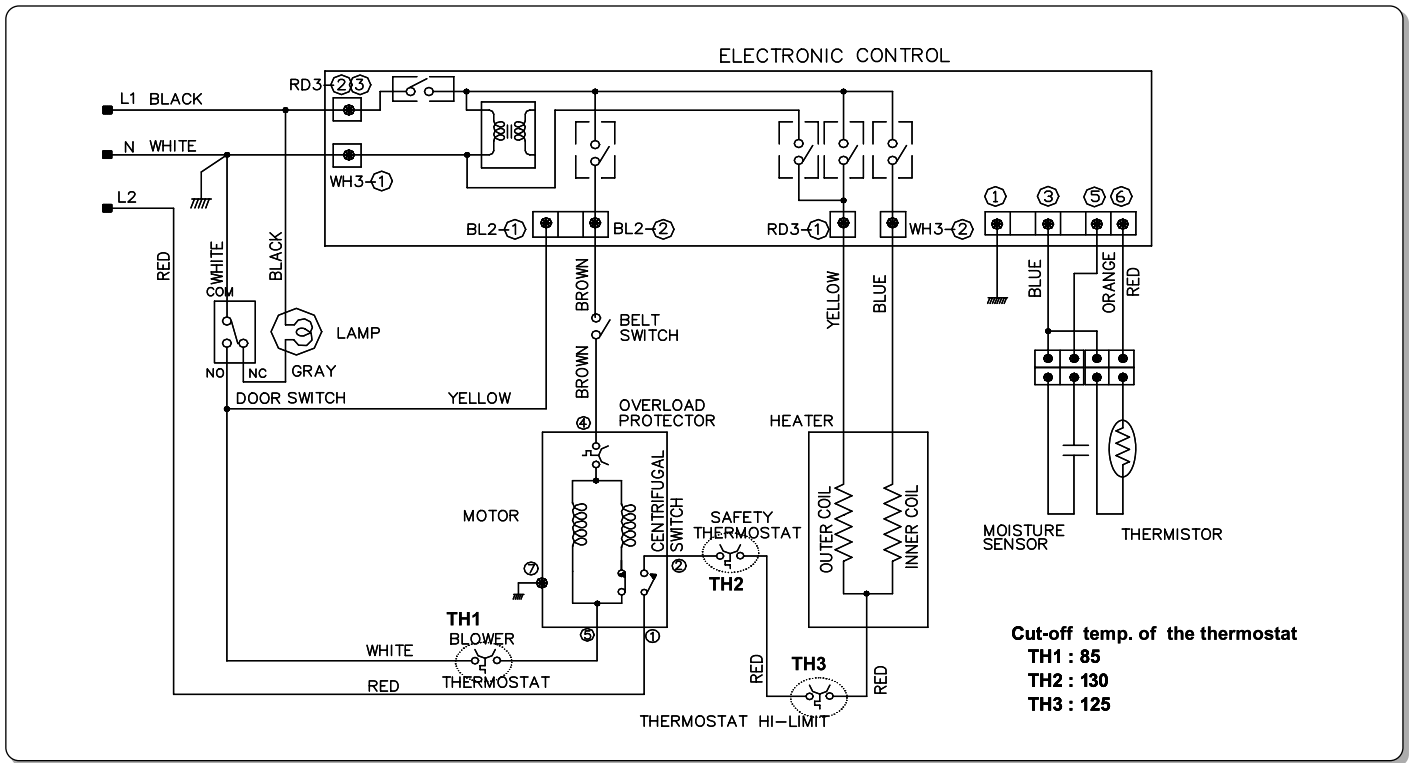 ELECTRONIC CONTROL
RD3-②③
L1 BLACK
N WHITE
WH3-①
L2
BL2-①
BL2-②
RD3-①
WH3-②
①
③
⑤
⑥
RED
WHITE
BLACK
BROWN
YELLOW
BLUE
BLUE
ORANGE
RED
COM
LAMP
BELT
SWITCH
NO
NC
GRAY
BROWN
DOOR SWITCH
YELLOW
④
OVERLOAD
PROTECTOR
HEATER
MOTOR
CENTRIFUGAL
SWITCH
SAFETY
THERMOSTAT
TH2
OUTER COIL
INNER COIL
MOISTURE
SENSOR
THERMISTOR
⑦
②
TH1
BLOWER
THERMOSTAT
⑤
①
WHITE
RED
RED
TH3
RED
THERMOSTAT HI-LIMIT
Cut-off temp. of the thermostat
TH1 : 85
TH2 : 130
TH3 : 125